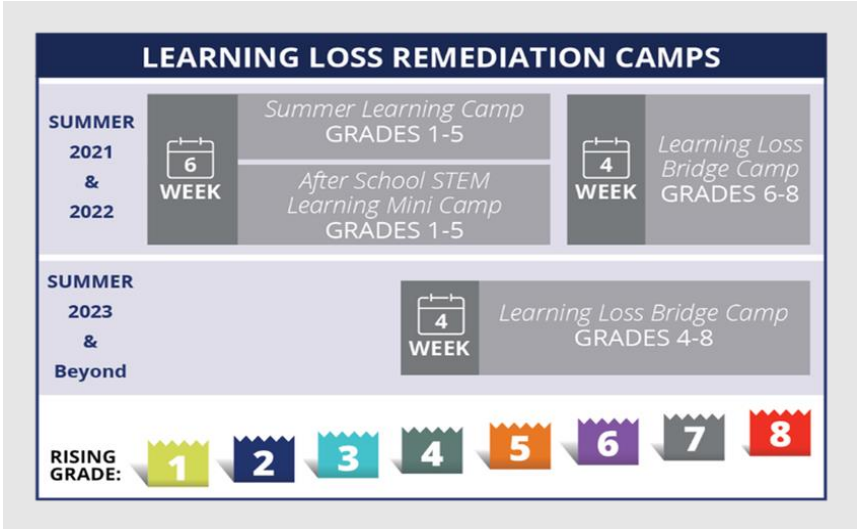 LEARNING LOSS REMEDIATION CAMPS
SUMMER
2021
&
2022
6
WEEK
Summer Learning Camp
GRADES 1-5
After School STEM
Learning Mini Camp
GRADES 1-5
4
WEEK
Learning Loss
Bridge Camp
GRADES 6-8
SUMMER
2023
&
Beyond
4
WEEK
Learning Loss Bridge Camp
GRADES 4-8
RISING
GRADE:
1 2 3 4 5 6 7 8